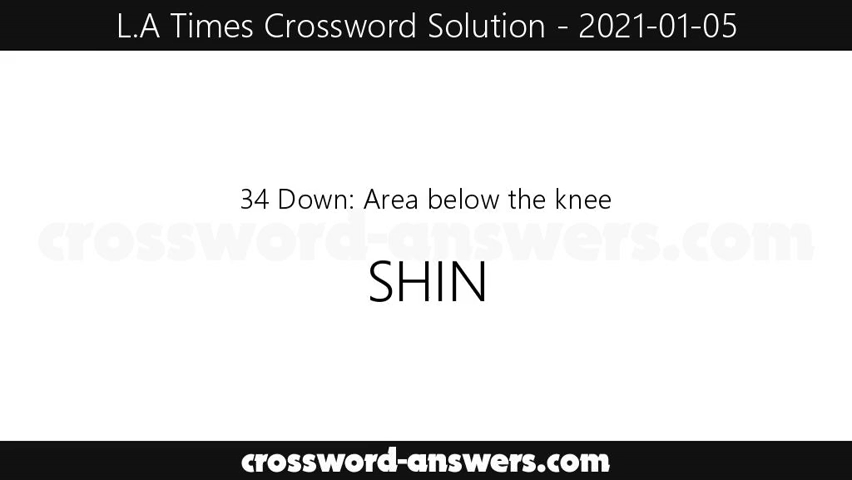 L.A Times Crossword Solution - 2021-01-05
34 Down: Area below the knee
crossword-answers.com
SHIN
crossword-answers.com